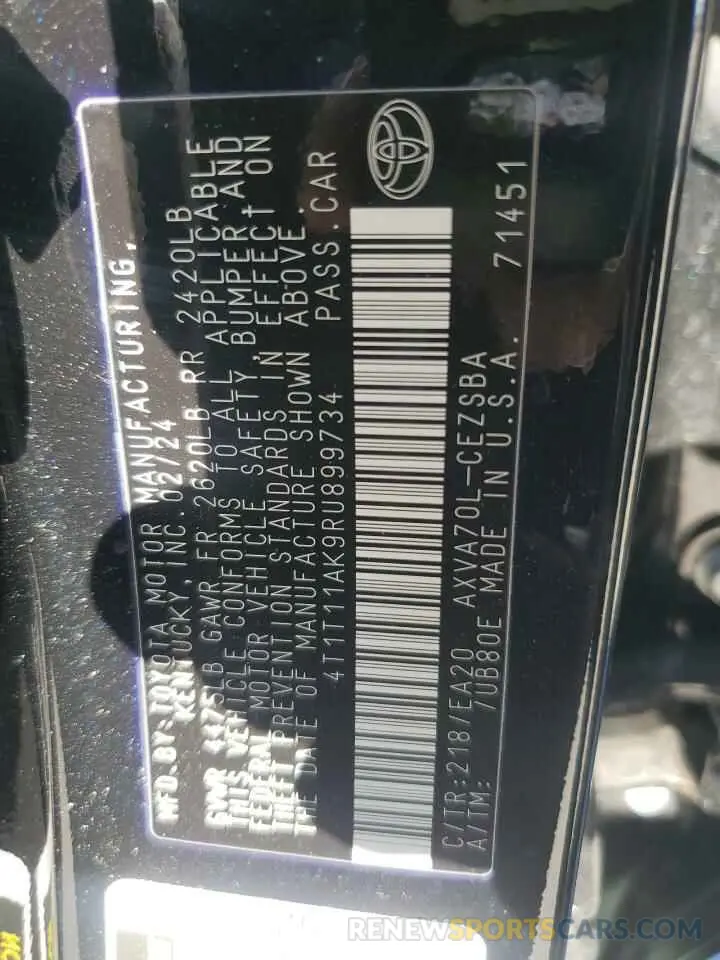 MFD.BY:TOYOTA MOTOR MANUFACTURING,
KENTUCKY, INC. 02/24
GVWR 4475LB GAWR FR 2620LB RR 2420LB
THIS VEHICLE CONFORMS TO ALL APPLICABLE
FEDERAL MOTOR VEHICLE SAFETY, BUMPER AND
THEFT PREVENTION STANDARDS IN EFFECT ON
THE DATE OF MANUFACTURE SHOWN ABOVE.
4T1T11AK9RU899734 PASS.CAR
C/TR:218/EA20 AXVA70L-CEZSBA
A/TM: /UB80E MADE IN U.S.A. 71451
RENEWSPORTSCARS.COM